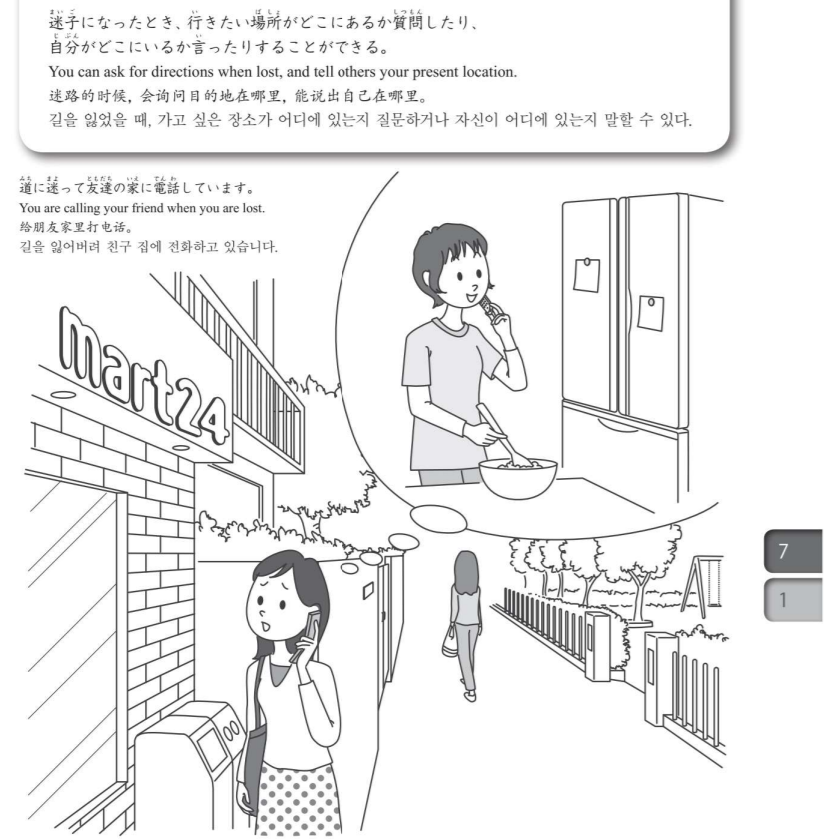 迷子になったとき、行きたい場所がどこにあるか質問したり、
自分がどこにいるか言ったりすることができる。
You can ask for directions when lost, and tell others your present location.
迷路的时候，会询问目的地在哪里，能说出自己在哪里。
길을 잃었을 때, 가고 싶은 장소가 어디에 있는지 질문하거나 자신이 어디에 있는지 말할 수 있다.
道に迷って友達の家に電話しています。
You are calling your friend when you are lost.
给朋友家里打电话。
길을 잃어버려 친구 집에 전화하고 있습니다.
mart24
7
1